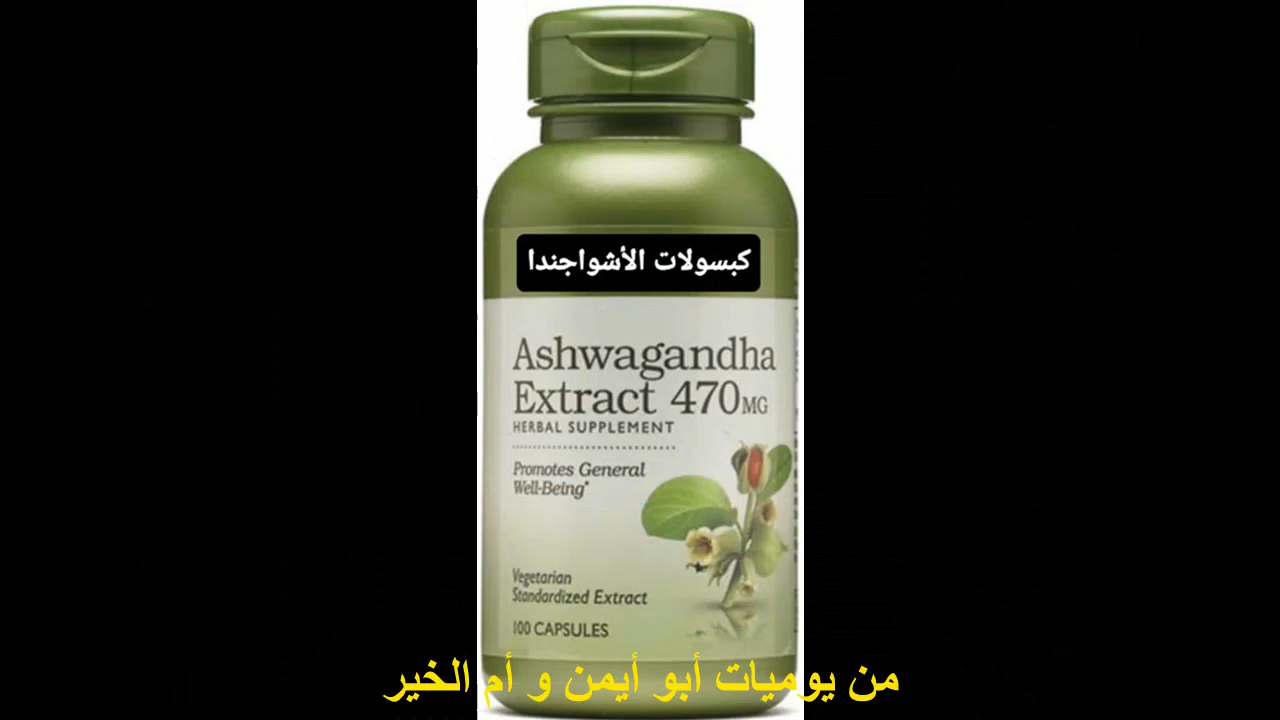 كبسولات الأشواجندا
Ashwagandha
Extract 470MG
HERBAL SUPPLEMENT
Promotes General
Well-Being*
Vegetarian
Standardized Extract
100 CAPSULES
من يوميات أبو أيمن و أم الخير